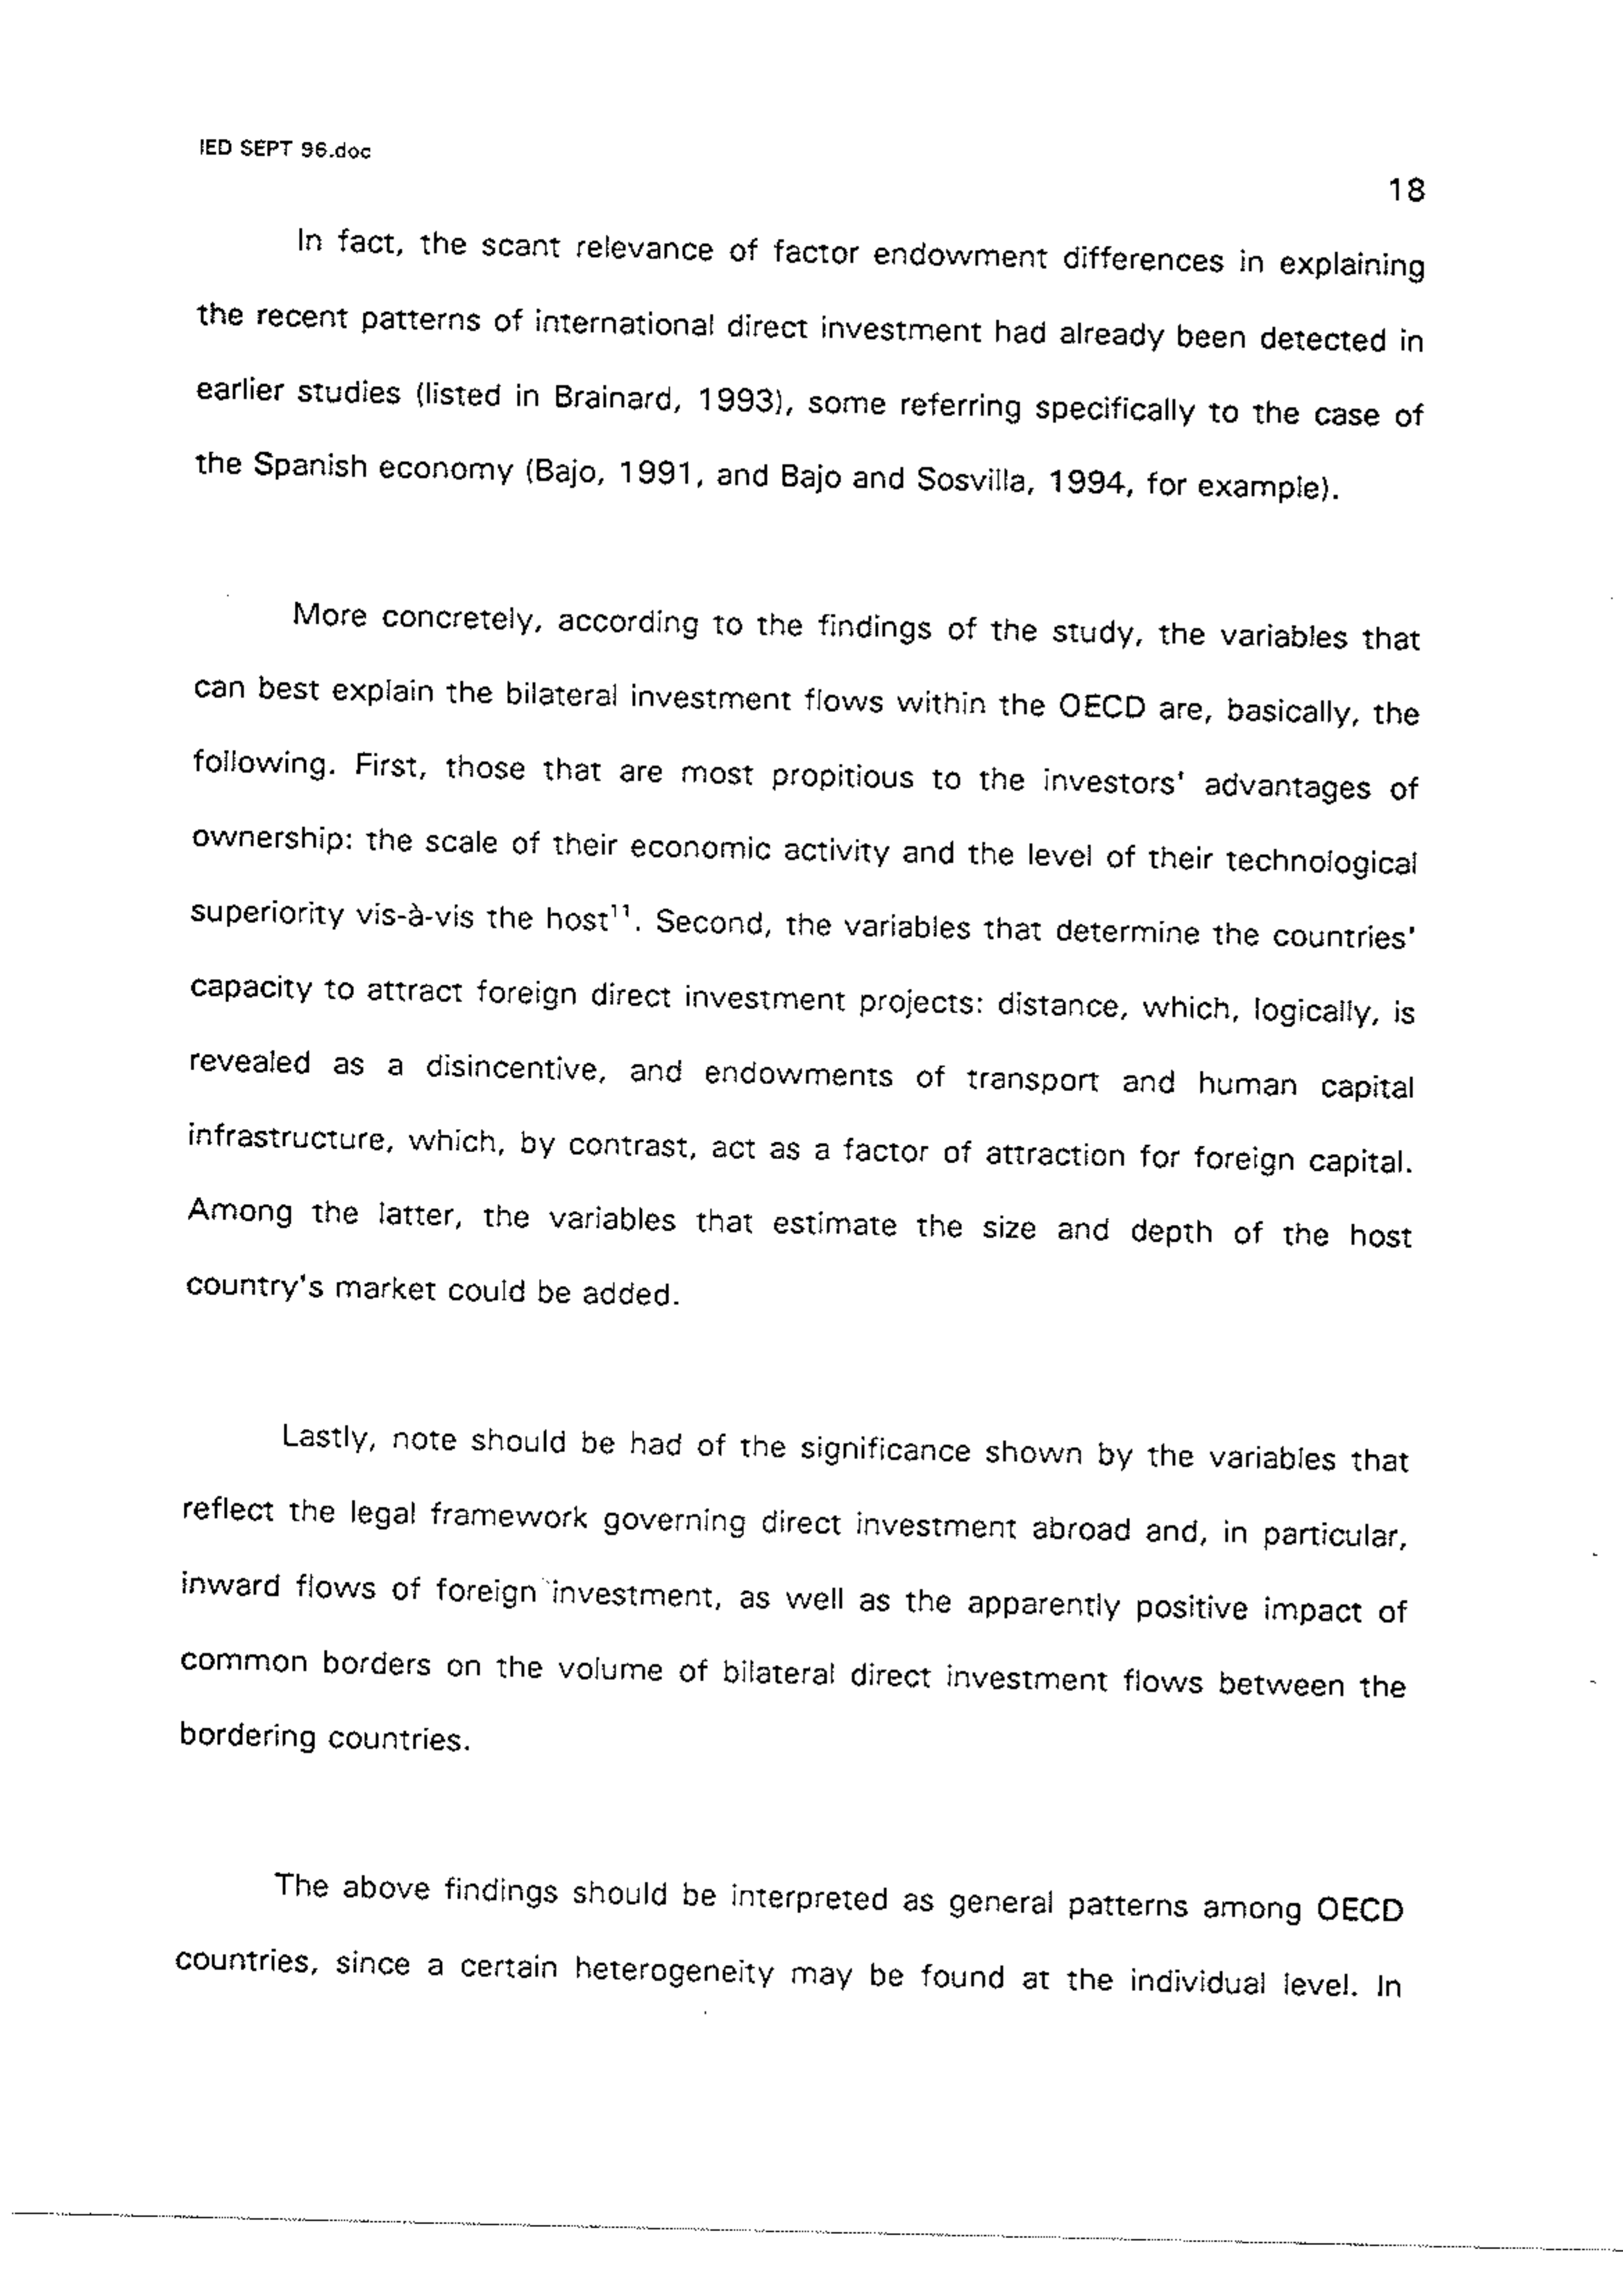 IED SEPT 96.doc
18
In fact, the scant relevance of factor endowment differences in explaining
the recent patterns of international direct investment had already been detected in
earlier studies (listed in Brainard, 1993), some referring specifically to the case of
the Spanish economy (Bajo, 1991, and Bajo and Sosvilla, 1994, for example).
More concretely, according to the findings of the study, the variables that
can best explain the bilateral investment flows within the OECD are, basically, the
following. First, those that are most propitious to the investors' advantages of
ownership: the scale of their economic activity and the level of their technological
superiority vis-à-vis the host¹¹. Second, the variables that determine the countries'
capacity to attract foreign direct investment projects: distance, which, logically, is
revealed as a disincentive, and endowments of transport and human capital
infrastructure, which, by contrast, act as a factor of attraction for foreign capital.
Among the latter, the variables that estimate the size and depth of the host
country's market could be added.
Lastly, note should be had of the significance shown by the variables that
reflect the legal framework governing direct investment abroad and, in particular,
inward flows of foreign investment, as well as the apparently positive impact of
common borders on the volume of bilateral direct investment flows between the
bordering countries.
The above findings should be interpreted as general patterns among OECD
countries, since a certain heterogeneity may be found at the individual level. In